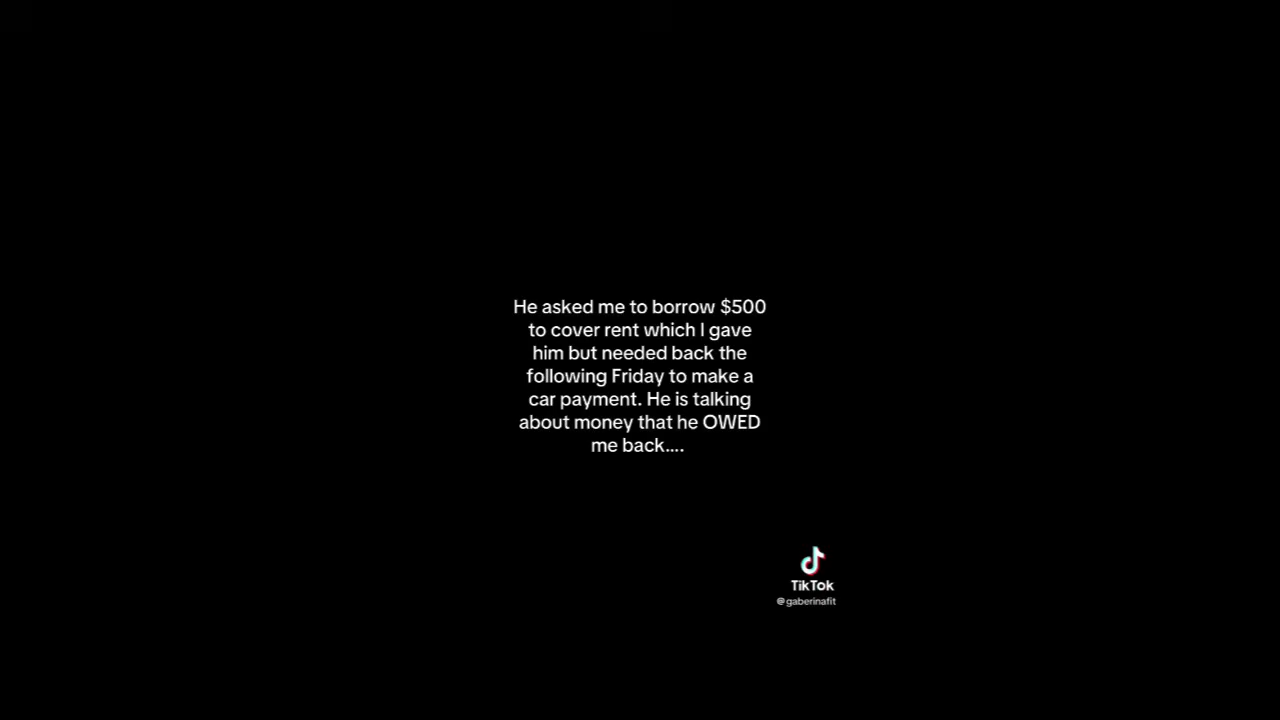 He asked me to borrow $500
to cover rent which I gave
him but needed back the
following Friday to make a
car payment. He is talking
about money that he OWED
me back....
TikTok
@gaberinafit